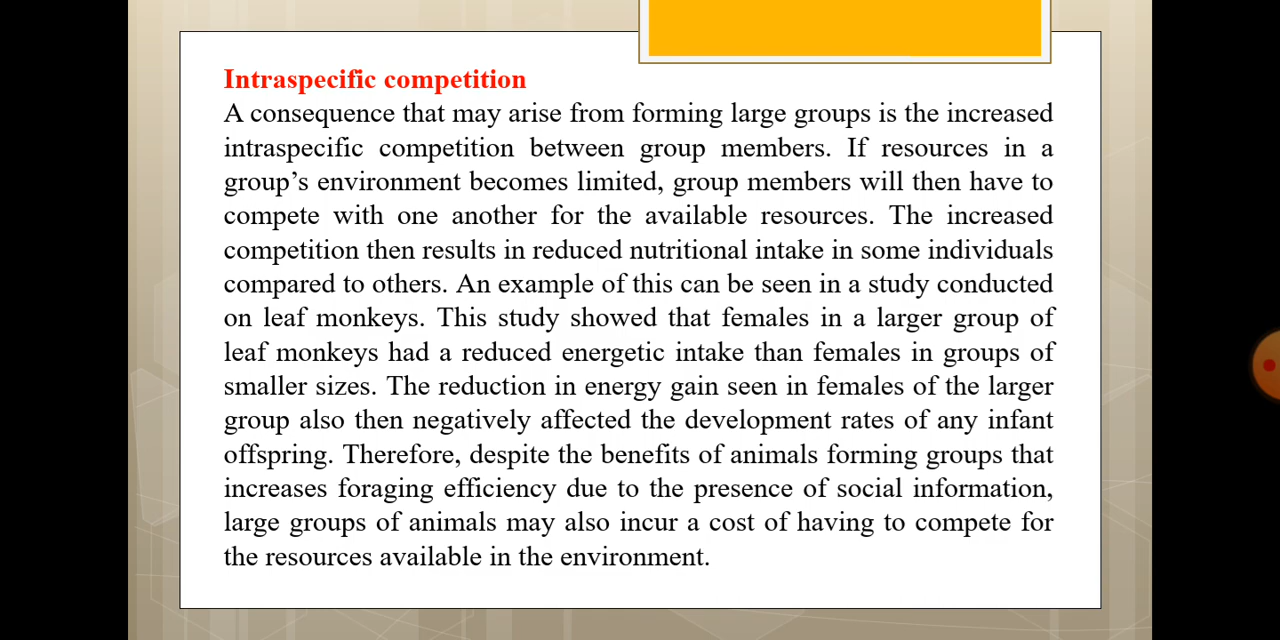 Intraspecific competition
A consequence that may arise from forming large groups is the increased
intraspecific competition between group members. If resources in a
group’s environment becomes limited, group members will then have to
compete with one another for the available resources. The increased
competition then results in reduced nutritional intake in some individuals
compared to others. An example of this can be seen in a study conducted
on leaf monkeys. This study showed that females in a larger group of
leaf monkeys had a reduced energetic intake than females in groups of
smaller sizes. The reduction in energy gain seen in females of the larger
group also then negatively affected the development rates of any infant
offspring. Therefore, despite the benefits of animals forming groups that
increases foraging efficiency due to the presence of social information,
large groups of animals may also incur a cost of having to compete for
the resources available in the environment.